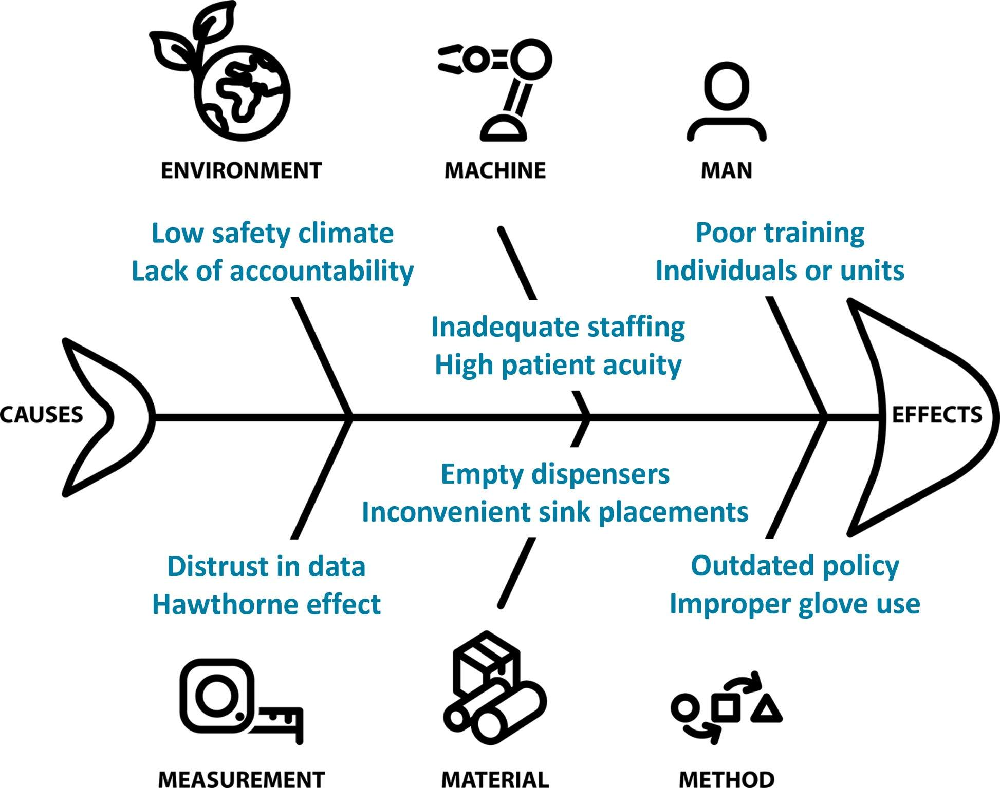 ENVIRONMENT
MACHINE
MAN
Low safety climate
Lack of accountability
Poor training
Individuals or units
Inadequate staffing
High patient acuity
CAUSES
EFFECTS
Empty dispensers
Inconvenient sink placements
Distrust in data
Hawthorne effect
Outdated policy
Improper glove use
MEASUREMENT
MATERIAL
METHOD